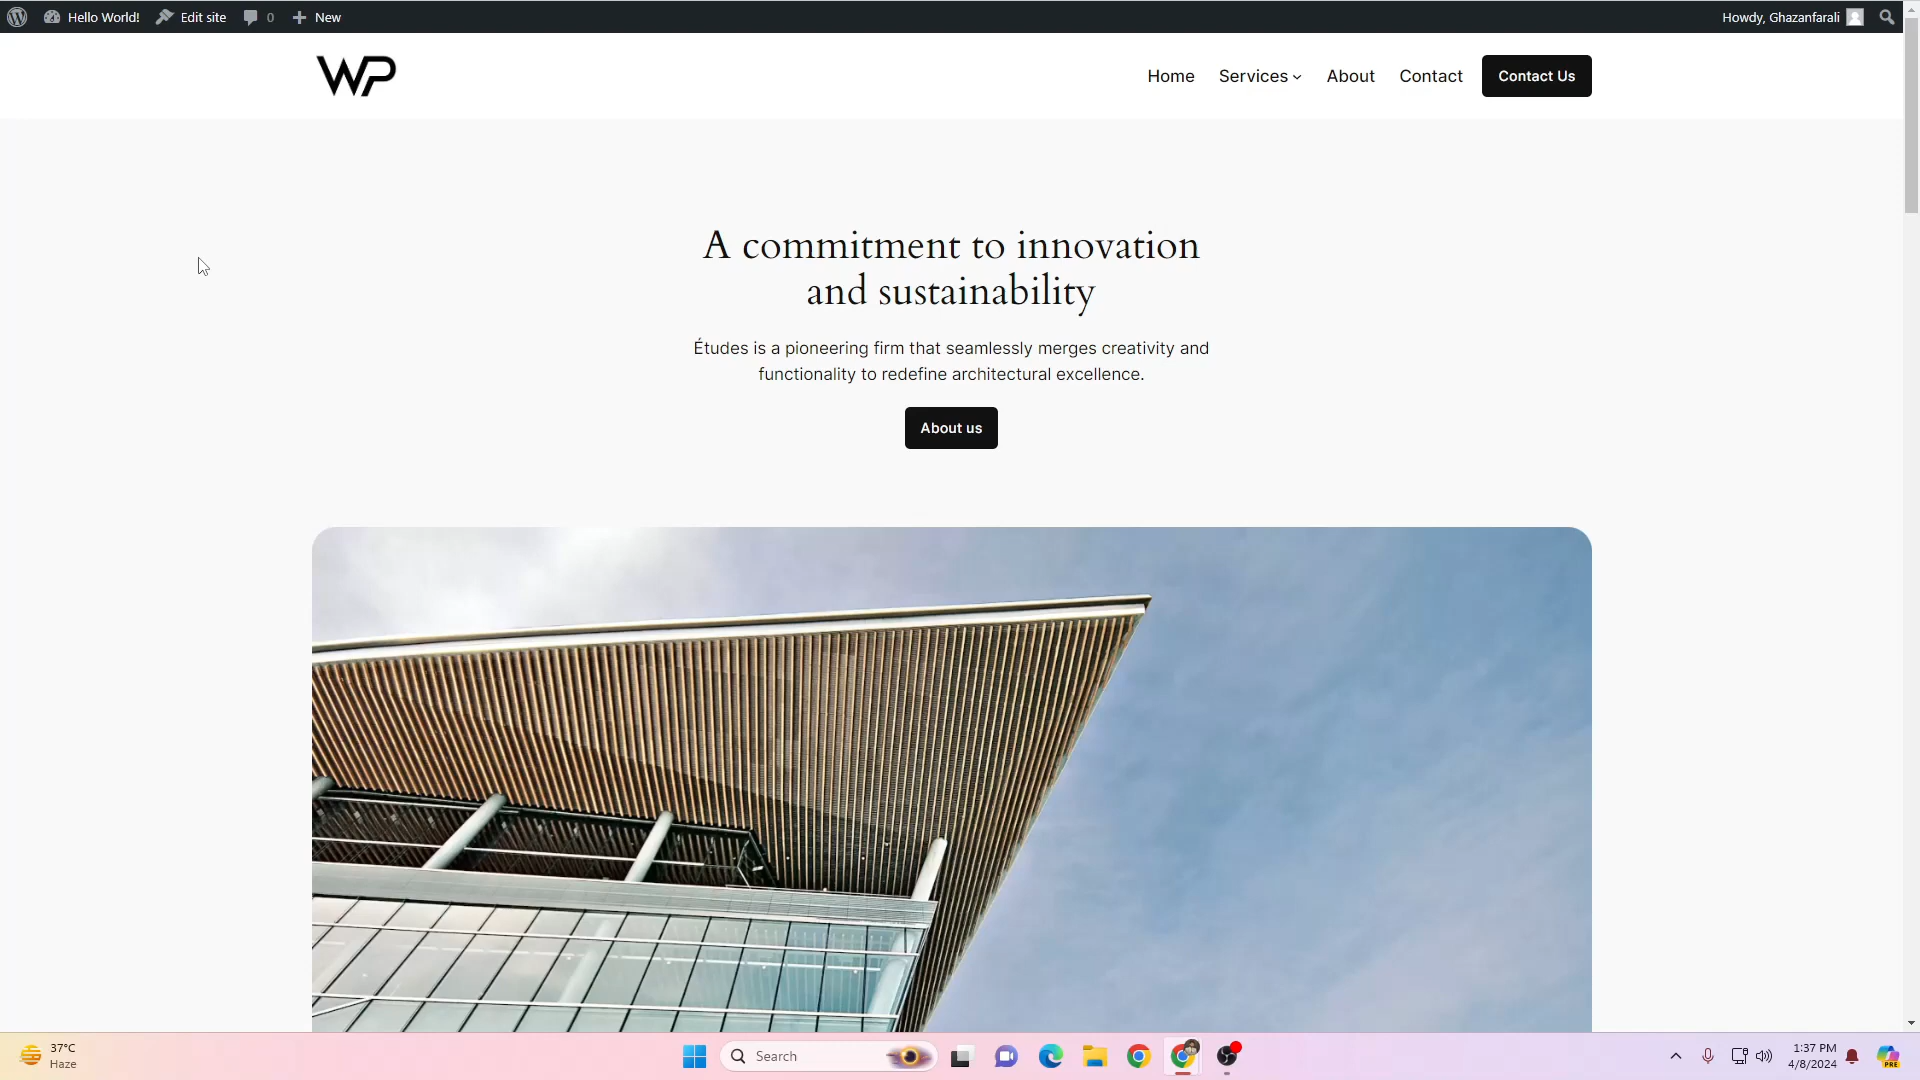 Hello World! Edit site 0 New Howdy, Ghazanfarali
WP Home Services About Contact Contact Us
A commitment to innovation
and sustainability
Études is a pioneering firm that seamlessly merges creativity and
functionality to redefine architectural excellence.
About us
37°C
Haze
Search
1:37 PM
4/8/2024
PRE